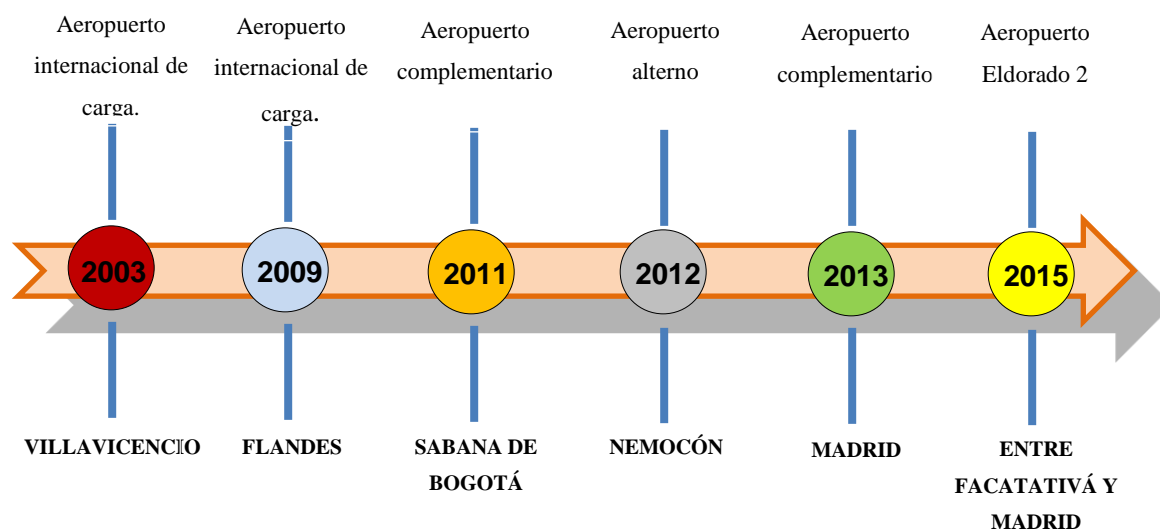 Aeropuerto
internacional de
carga.
Aeropuerto
internacional de
carga.
Aeropuerto
complementario
Aeropuerto
alterno
Aeropuerto
complementario
Aeropuerto
Eldorado 2
2003
2009
2011
2012
2013
2015
VILLAVICENCIO
FLANDES
SABANA DE
BOGOTÁ
NEMOCÓN
MADRID
ENTRE
FACATATIVÁ Y
MADRID